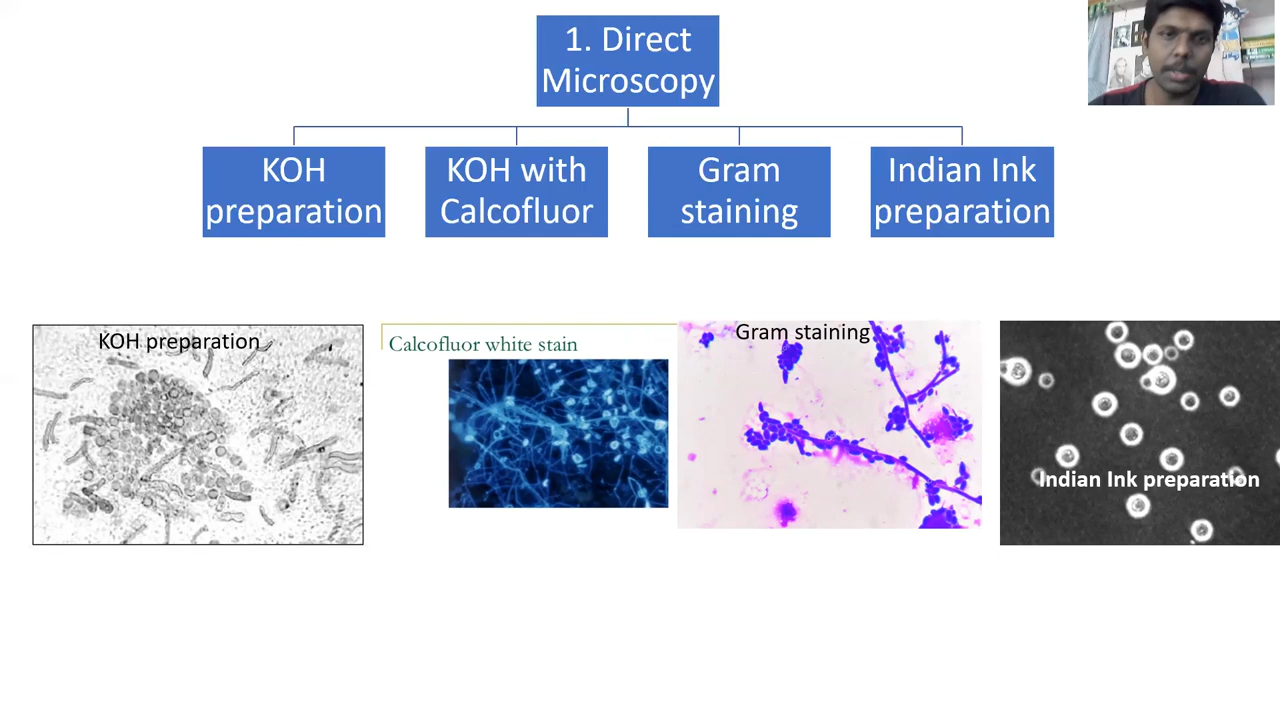 1. Direct
Microscopy
KOH
preparation
KOH with
Calcofluor
Gram
staining
Indian Ink
preparation
KOH preparation
Calcofluor white stain
Gram staining
Indian Ink preparation